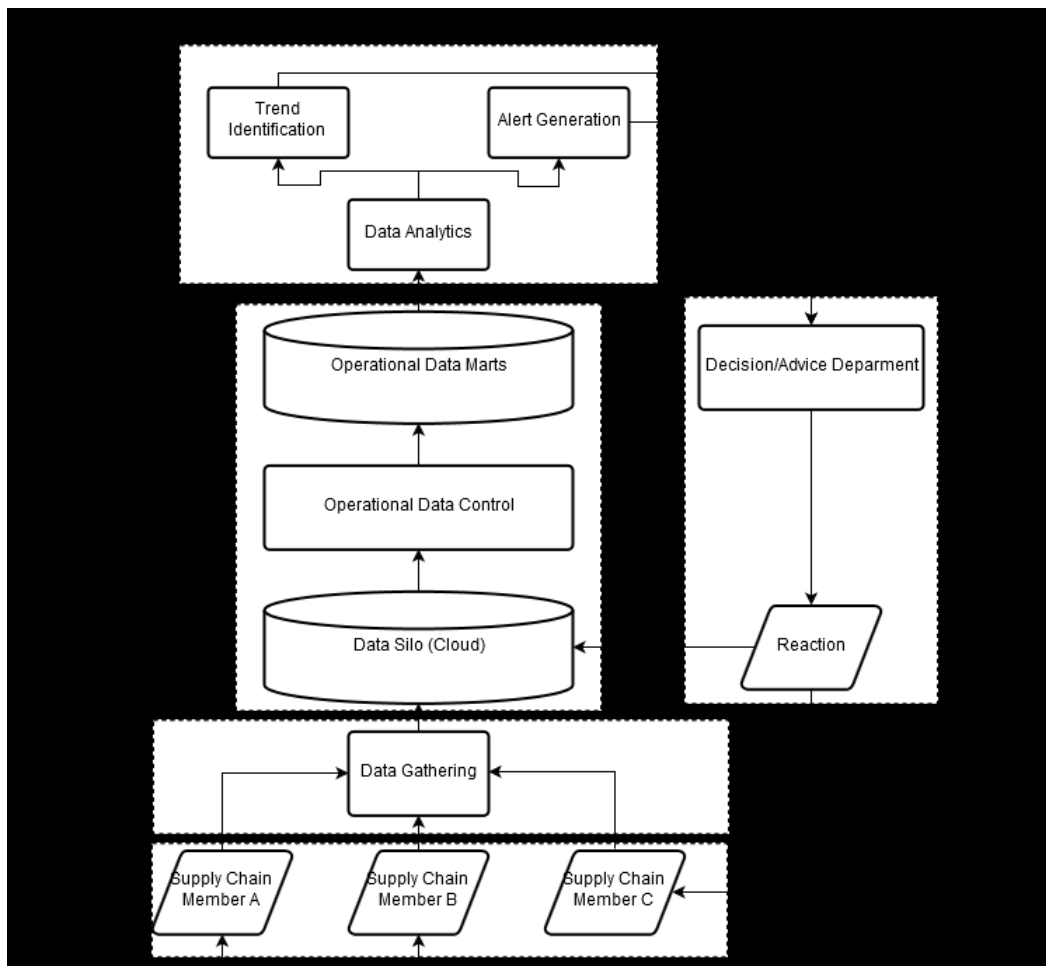 Trend
Identification
Alert Generation
Data Analytics
Operational Data Marts
Decision/Advice Deparment
Operational Data Control
Data Silo (Cloud)
Reaction
Data Gathering
Supply Chain
Member A
Supply Chain
Member B
Supply Chain
Member C